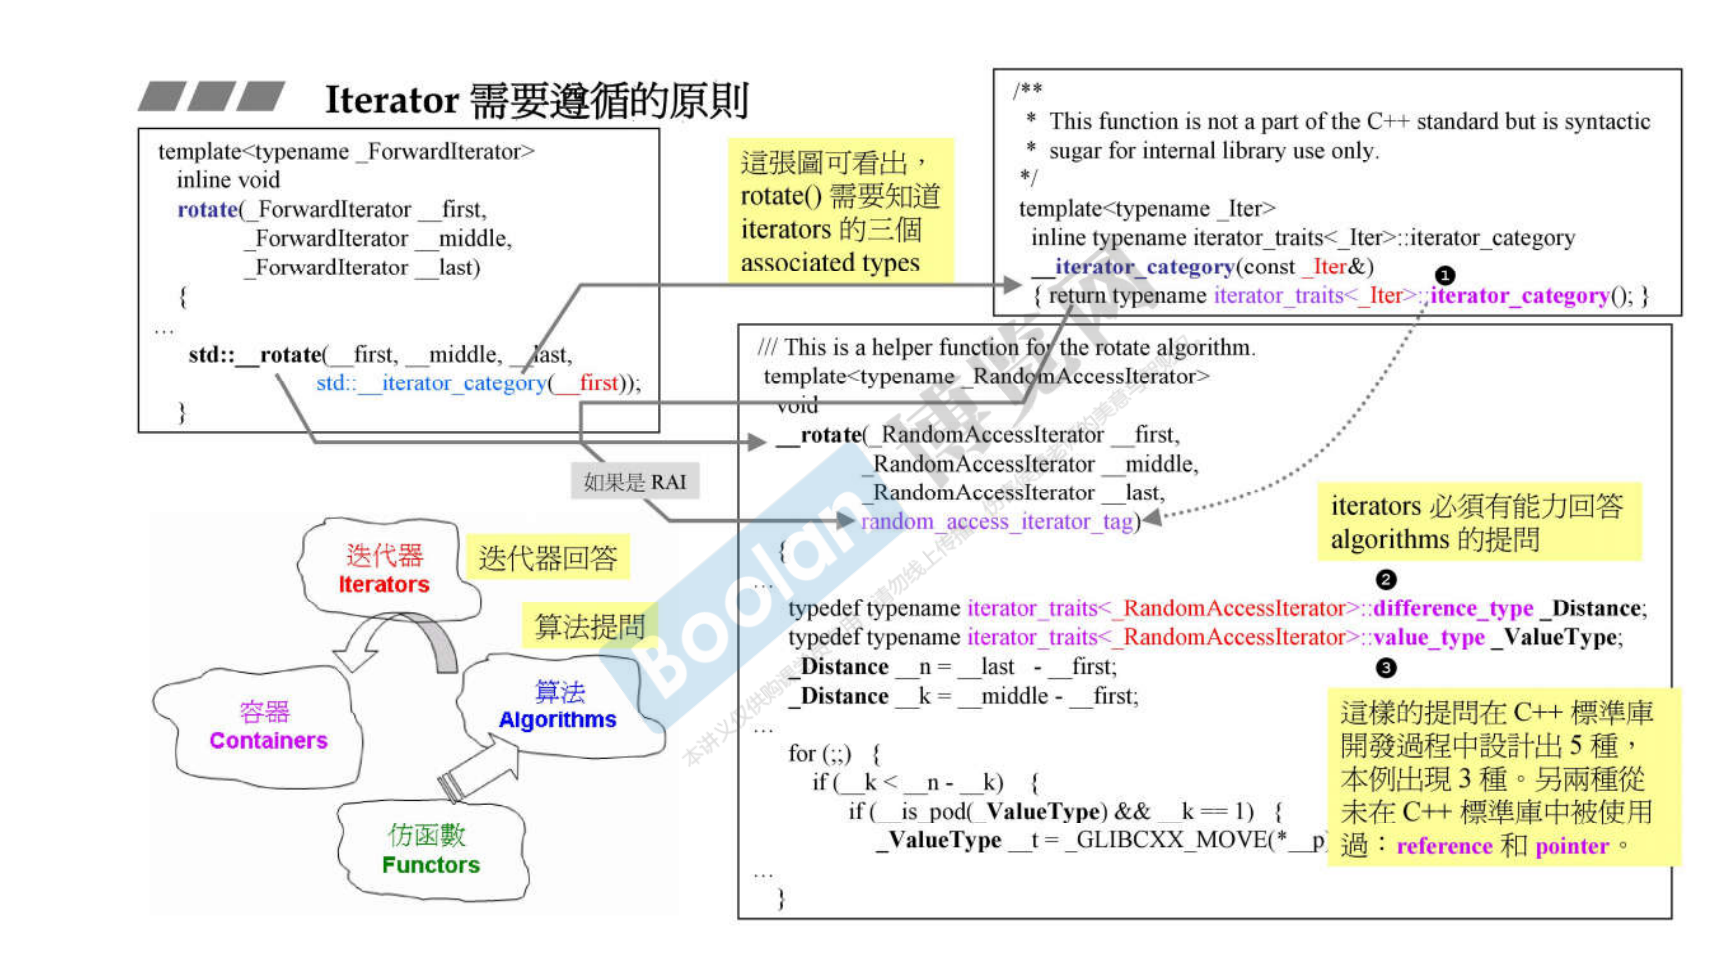 Iterator 需要遵循的原則
template<typename _ForwardIterator>
inline void
rotate(_ForwardIterator __first,
_ForwardIterator __middle,
_ForwardIterator __last)
{
…
std::__rotate(__first, __middle, __last,
std::__iterator_category(__first));
}
這張圖可看出，
rotate() 需要知道
iterators 的三個
associated types
/**
* This function is not a part of the C++ standard but is syntactic
* sugar for internal library use only.
*/
template<typename _Iter>
inline typename iterator_traits<_Iter>::iterator_category
__iterator_category(const _Iter&)
❶
{ return typename iterator_traits<_Iter>::iterator_category(); }
/// This is a helper function for the rotate algorithm.
template<typename _RandomAccessIterator>
void
__rotate(_RandomAccessIterator __first,
_RandomAccessIterator __middle,
_RandomAccessIterator __last,
random_access_iterator_tag)
{
…
typedef typename iterator_traits<_RandomAccessIterator>::difference_type _Distance;
typedef typename iterator_traits<_RandomAccessIterator>::value_type _ValueType;
_Distance __n = __last - __first;
_Distance __k = __middle - __first;
…
for (;;) {
if (__k < __n - __k) {
if (__is_pod(_ValueType) && __k == 1) {
_ValueType __t = _GLIBCXX_MOVE(*__p)
…
}
如果是 RAI
iterators 必須有能力回答
algorithms 的提問
❷
❸
這樣的提問在 C++ 標準庫
開發過程中設計出 5 種，
本例出現 3 種。另兩種從
未在 C++ 標準庫中被使用
過：reference 和 pointer。
迭代器
Iterators
迭代器回答
算法提問
算法
Algorithms
容器
Containers
仿函數
Functors
Boolan
博览网